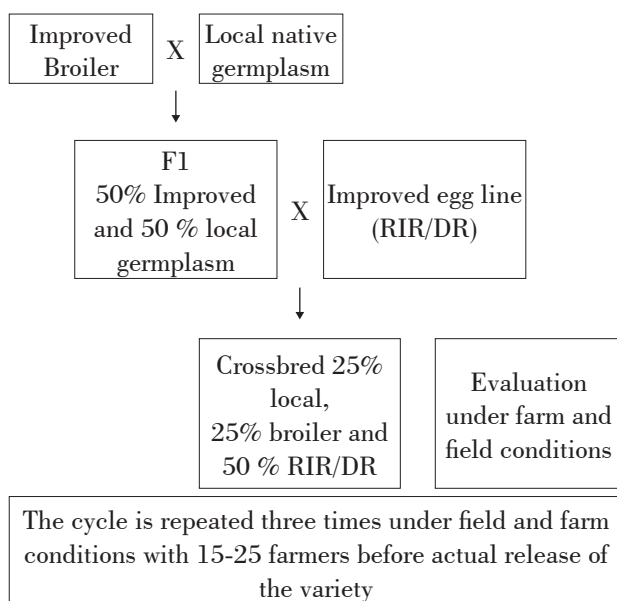 Improved
Broiler
X
Local native
germplasm
F1
50% Improved
and 50 % local
germplasm
X
Improved egg line
(RIR/DR)
Crossbred 25%
local,
25% broiler and
50 % RIR/DR
Evaluation
under farm and
field conditions
The cycle is repeated three times under field and farm
conditions with 15-25 farmers before actual release of
the variety